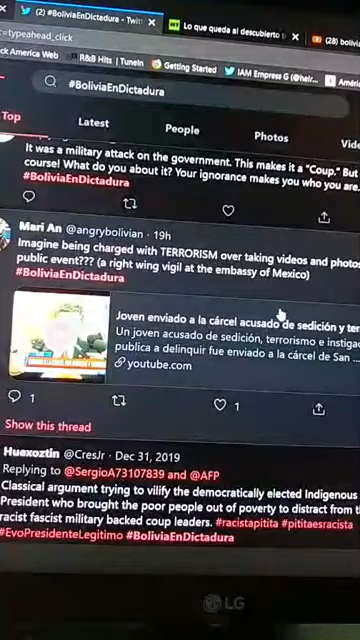 (2) #BoliviaEnDictadura - Twit
Lo que queda al descubierto
(28) bolivia
=typeahead_click
ck America Web
R&B Hits | TuneIn
Getting Started
IAM Empress G (@heir...
Améri
#BoliviaEnDictadura
Top
Latest
People
Photos
Vide
It was a military attack on the government. This makes it a "Coup." But
course! What do you about it? Your ignorance makes you who you are
#BoliviaEnDictadura
Mari An @angrybolivian · 19h
Imagine being charged with TERRORISM over taking videos and photos
public event??? (a right wing vigil at the embassy of Mexico)
#BoliviaEnDictadura
Joven enviado a la cárcel acusado de sedición y ter
Un joven acusado de sedición, terrorismo e instiga
publica a delinquir fue enviado a la cárcel de San ...
youtube.com
1
1
Show this thread
Huexoztin @CresJr · Dec 31, 2019
Replying to @SergioA73107839 and @AFP
Classical argument trying to vilify the democratically elected Indigenous
President who brought the poor people out of poverty to distract from t
racist fascist military backed coup leaders. #racistapitita #pititaesracista
#EvoPresidenteLegitimo #BoliviaEnDictadura
LG